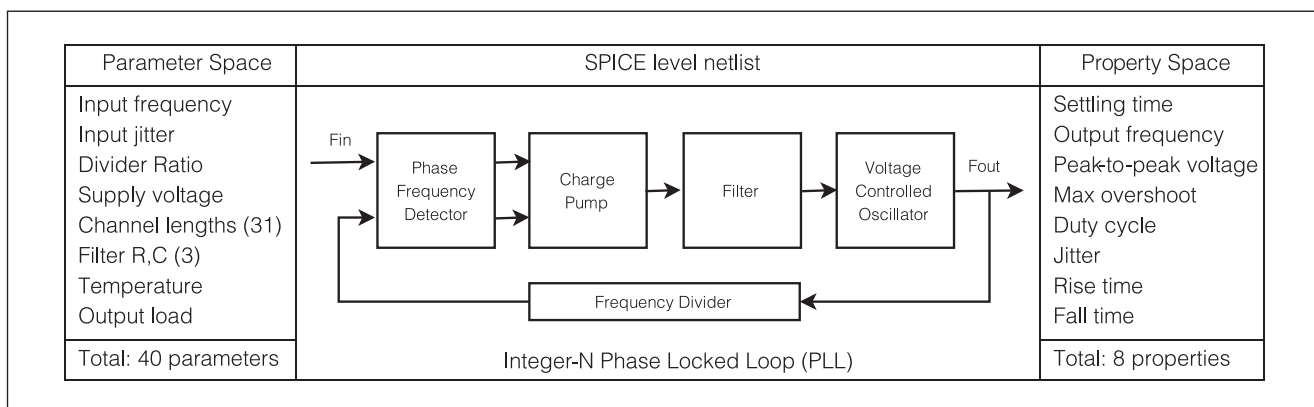 Parameter Space
SPICE level netlist
Property Space
Input frequency
Input jitter
Divider Ratio
Supply voltage
Channel lengths (31)
Filter R,C (3)
Temperature
Output load
Total: 40 parameters
Fin
Phase
Frequency
Detector
Charge
Pump
Filter
Voltage
Controlled
Oscillator
Fout
Frequency Divider
Integer-N Phase Locked Loop (PLL)
Settling time
Output frequency
Peak-to-peak voltage
Max overshoot
Duty cycle
Jitter
Rise time
Fall time
Total: 8 properties